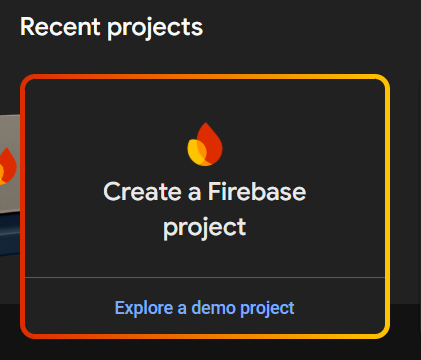 Recent projects
Create a Firebase
project
Explore a demo project